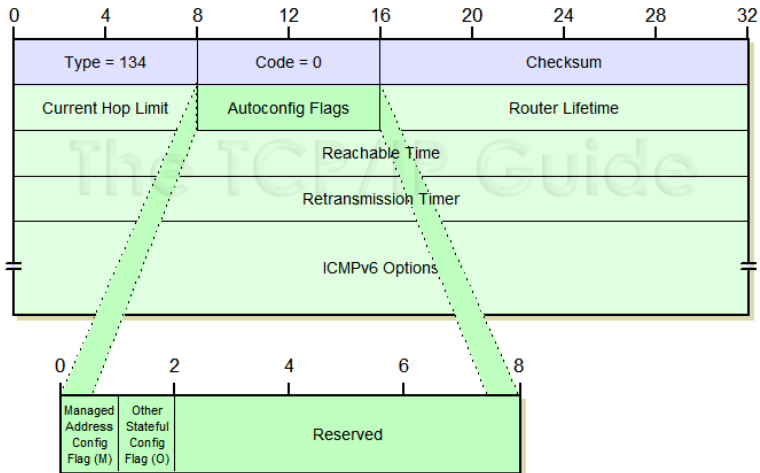 0 4 8 12 16 20 24 28 32
Type = 134 Code = 0 Checksum
Current Hop Limit Autoconfig Flags Router Lifetime
Reachable Time
The TCP/IP Guide
Retransmission Timer
ICMPv6 Options
0 2 4 6 8
Managed
Address
Config
Flag (M)
Other
Stateful
Config
Flag (O)
Reserved